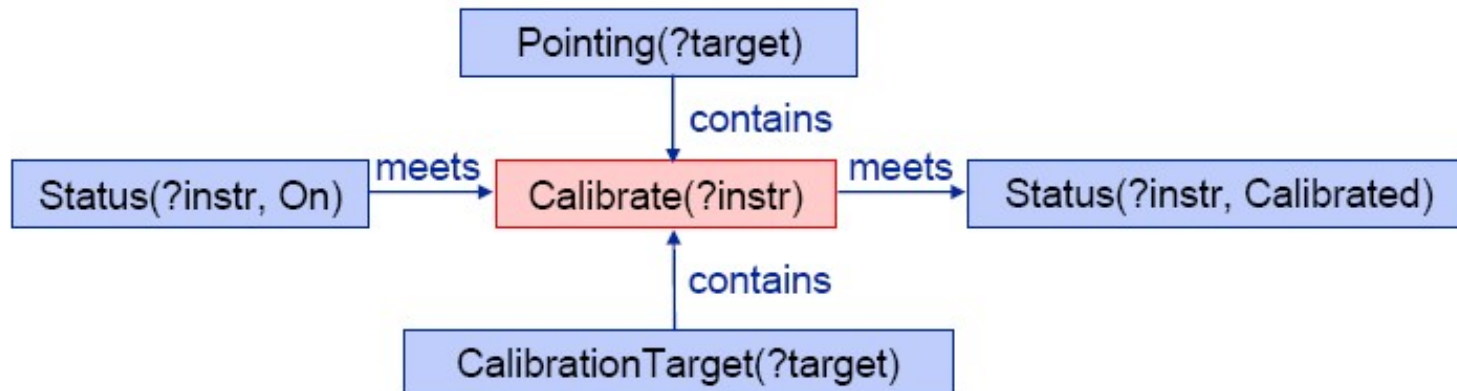 Pointing(?target)
contains
meets
meets
Status(?instr, On)
Calibrate(?instr)
Status(?instr, Calibrated)
contains
CalibrationTarget(?target)